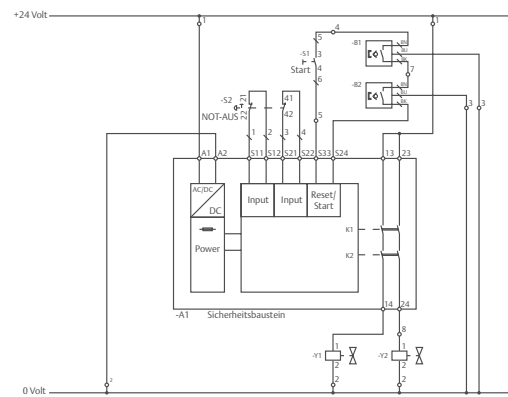 +24 Volt
1
1
4
5
-B1
BN
BU
BK
-S1
3
Start
4
6
7
-B2
BN
BU
BK
3
3
-S2
21
41
NOT-AUS
22
42
5
1
2
3
4
A1
A2
S11
S12
S21
S22
S33
S24
13
23
AC/DC
DC
Input
Input
Reset/
Start
K1
Power
K2
14
24
-A1
Sicherheitsbaustein
8
1
1
-Y1
-Y2
2
2
2
2
2
0 Volt